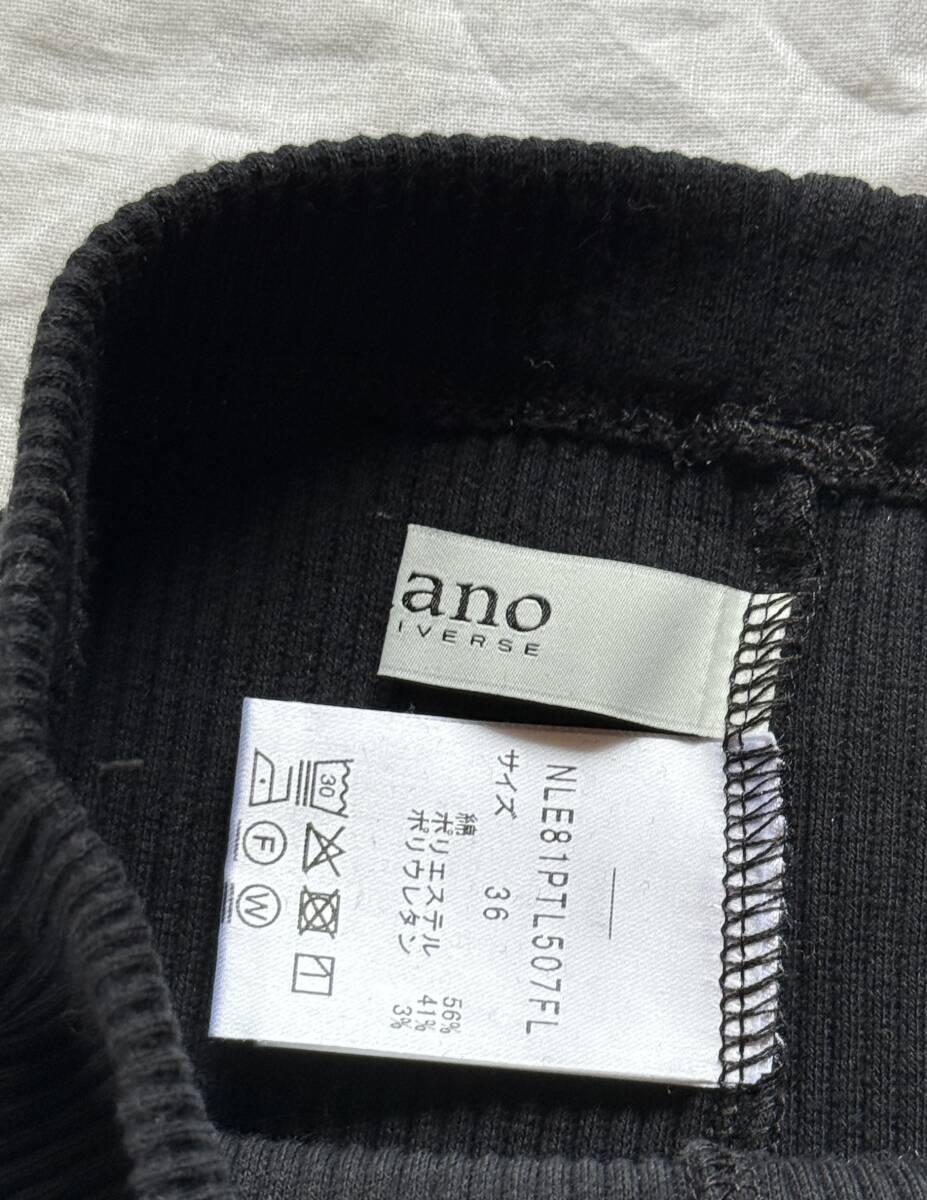 ano
IVERSE
NLE81PTL507FL
サイズ 36
綿 56%
ポリエステル 41%
ポリウレタン 3%
30
F
W